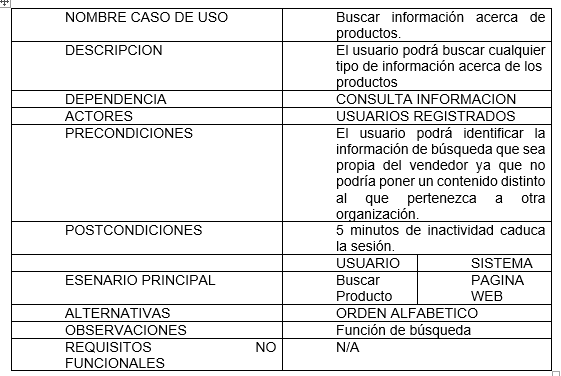 NOMBRE CASO DE USO Buscar información acerca de
productos.
DESCRIPCION El usuario podrá buscar cualquier
tipo de información acerca de los
productos
DEPENDENCIA CONSULTA INFORMACION
ACTORES USUARIOS REGISTRADOS
PRECONDICIONES El usuario podrá identificar la
información de búsqueda que sea
propia del vendedor ya que no
podría poner un contenido distinto
al que pertenezca a otra
organización.
POSTCONDICIONES 5 minutos de inactividad caduca
la sesión.
USUARIO SISTEMA
ESENARIO PRINCIPAL Buscar PAGINA
Producto WEB
ALTERNATIVAS ORDEN ALFABETICO
OBSERVACIONES Función de búsqueda
REQUISITOS NO N/A
FUNCIONALES